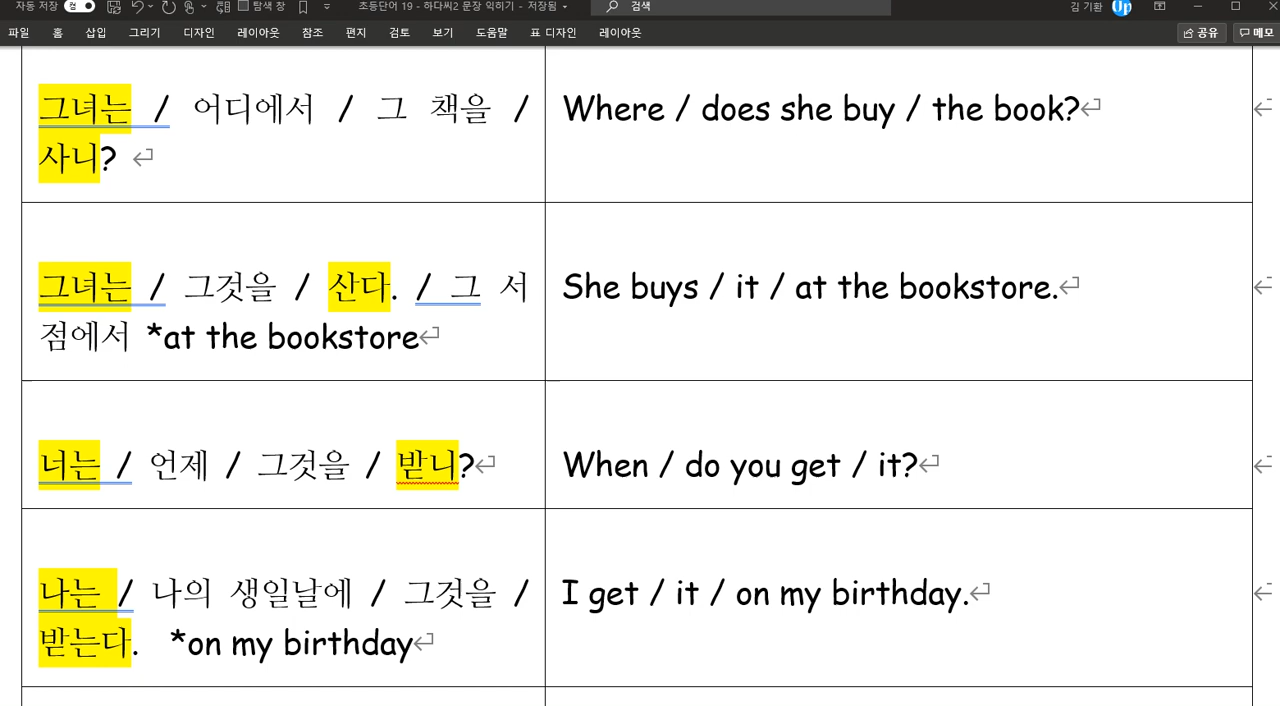 자동 저장 컴 탐색 창 초등단어 19 - 하다씨2 문장 익히기 - 저장됨 검색 김 기환 Up
파일 홈 삽입 그리기 디자인 레이아웃 참조 편지 검토 보기 도움말 표 디자인 레이아웃 공유 메모
그녀는 / 어디에서 / 그 책을 /
사니?
Where / does she buy / the book?
그녀는 / 그것을 / 산다. / 그 서
점에서 *at the bookstore
She buys / it / at the bookstore.
너는 / 언제 / 그것을 / 받니?
When / do you get / it?
나는 / 나의 생일날에 / 그것을 /
받는다. *on my birthday
I get / it / on my birthday.